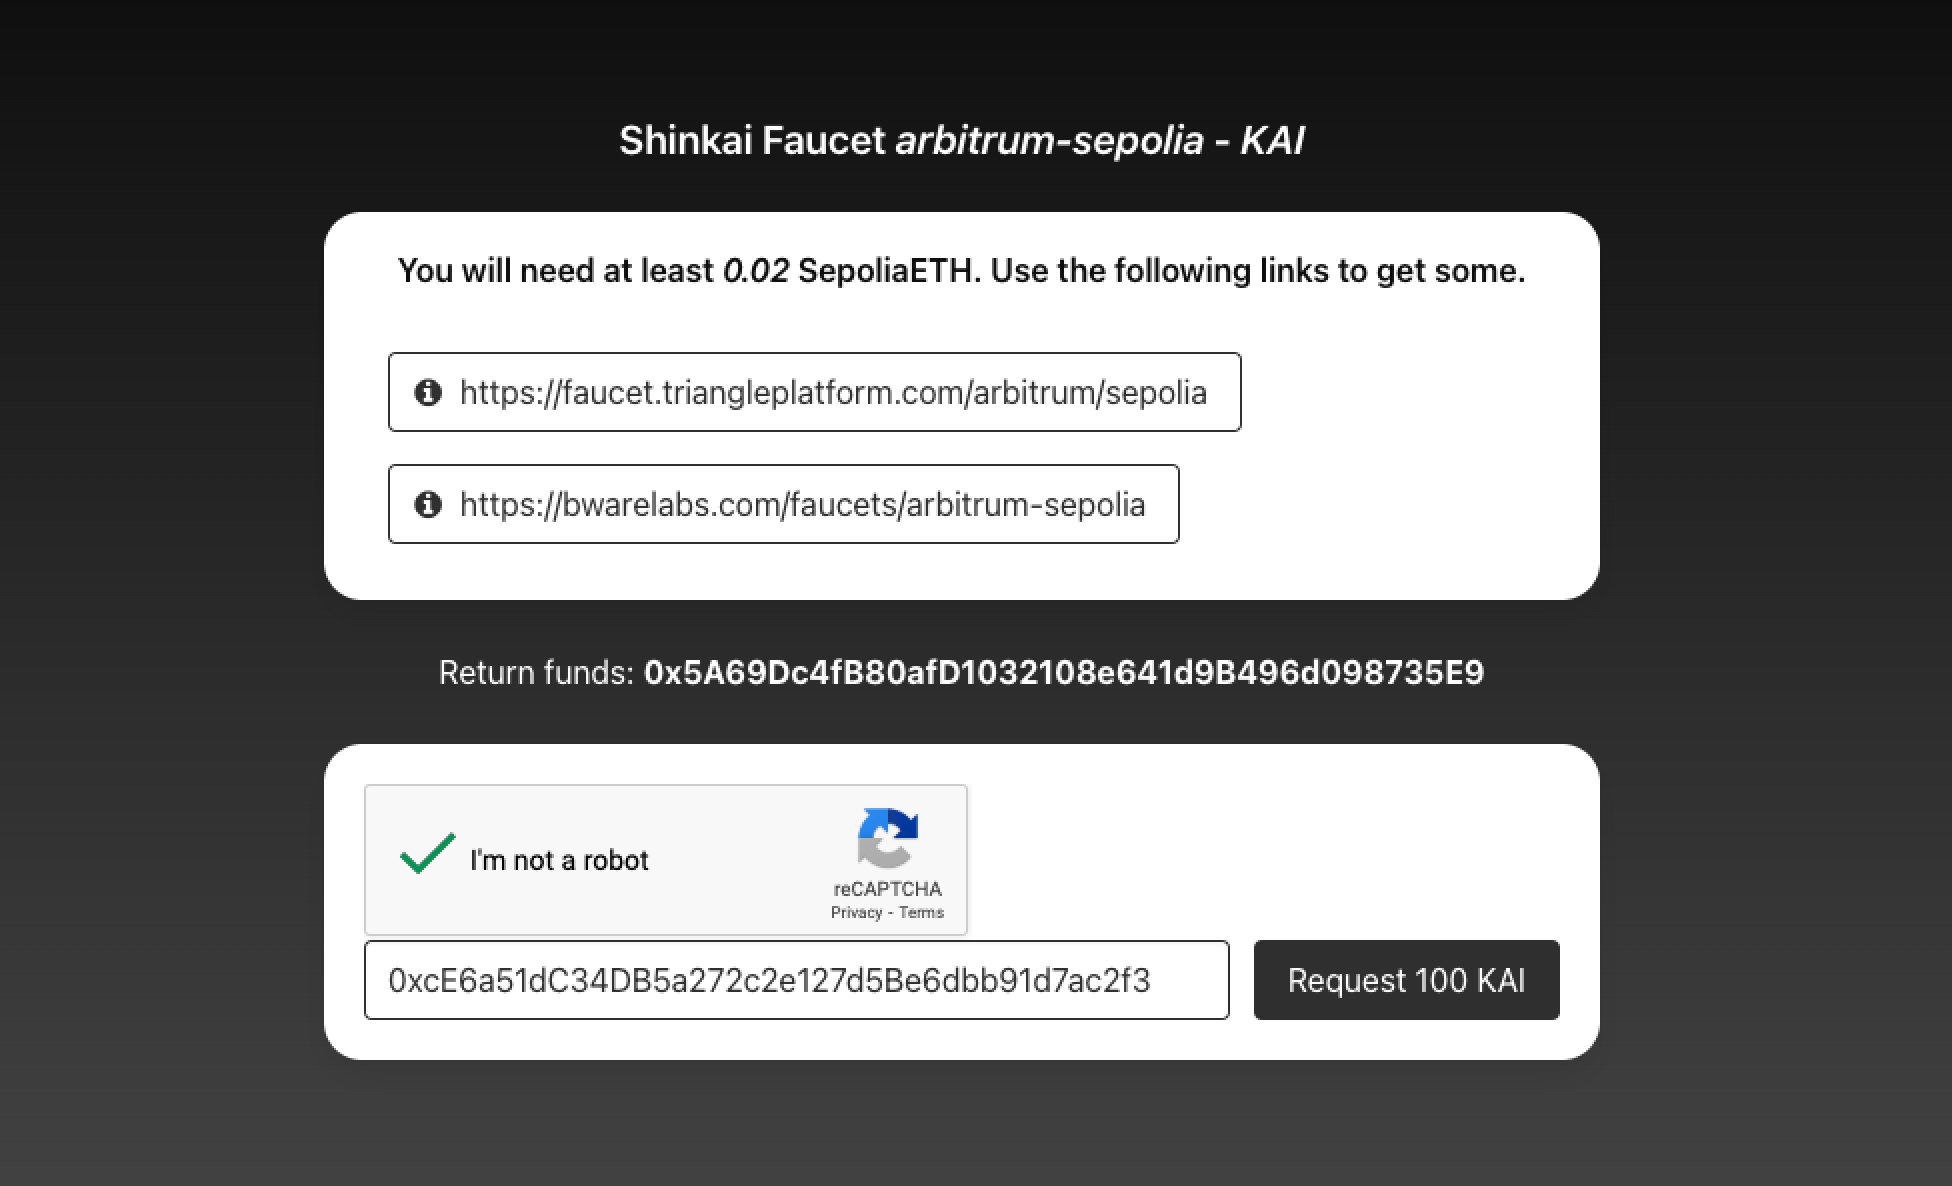 Shinkai Faucet arbitrum-sepolia - KAI
You will need at least 0.02 SepoliaETH. Use the following links to get some.
https://faucet.triangleplatform.com/arbitrum/sepolia
https://bwarelabs.com/faucets/arbitrum-sepolia
Return funds: 0x5A69Dc4fB80afD1032108e641d9B496d098735E9
I'm not a robot
reCAPTCHA
Privacy - Terms
0xcE6a51dC34DB5a272c2e127d5Be6dbb91d7ac2f3
Request 100 KAI